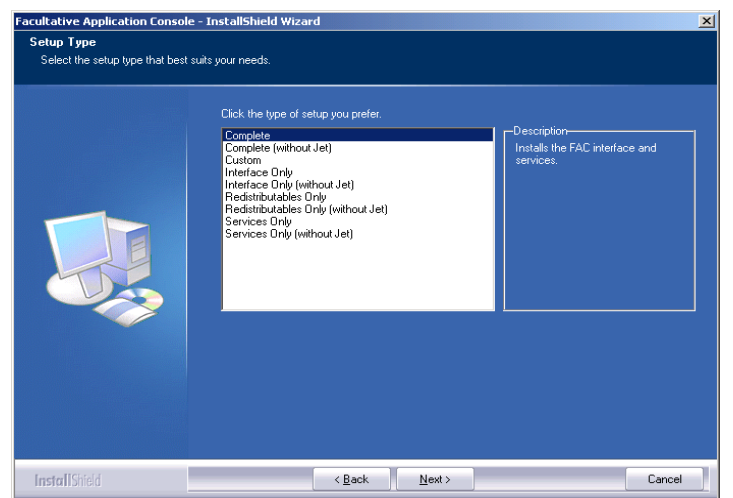 Facultative Application Console - InstallShield Wizard
Setup Type
Select the setup type that best suits your needs.
Click the type of setup you prefer.
Complete
Complete (without Jet)
Custom
Interface Only
Interface Only (without Jet)
Redistributables Only
Redistributables Only (without Jet)
Services Only
Services Only (without Jet)
Description
Installs the FAC interface and
services.
InstallShield
< Back
Next >
Cancel